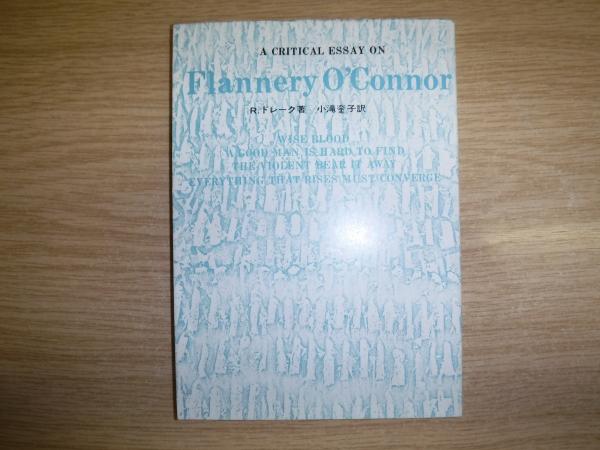 A CRITICAL ESSAY ON
Flannery O'Connor
R.ドレーク著 小滝奎子訳
WISE BLOOD
A GOOD MAN IS HARD TO FIND
THE VIOLENT BEAR IT AWAY
EVERYTHING THAT RISES MUST CONVERGE